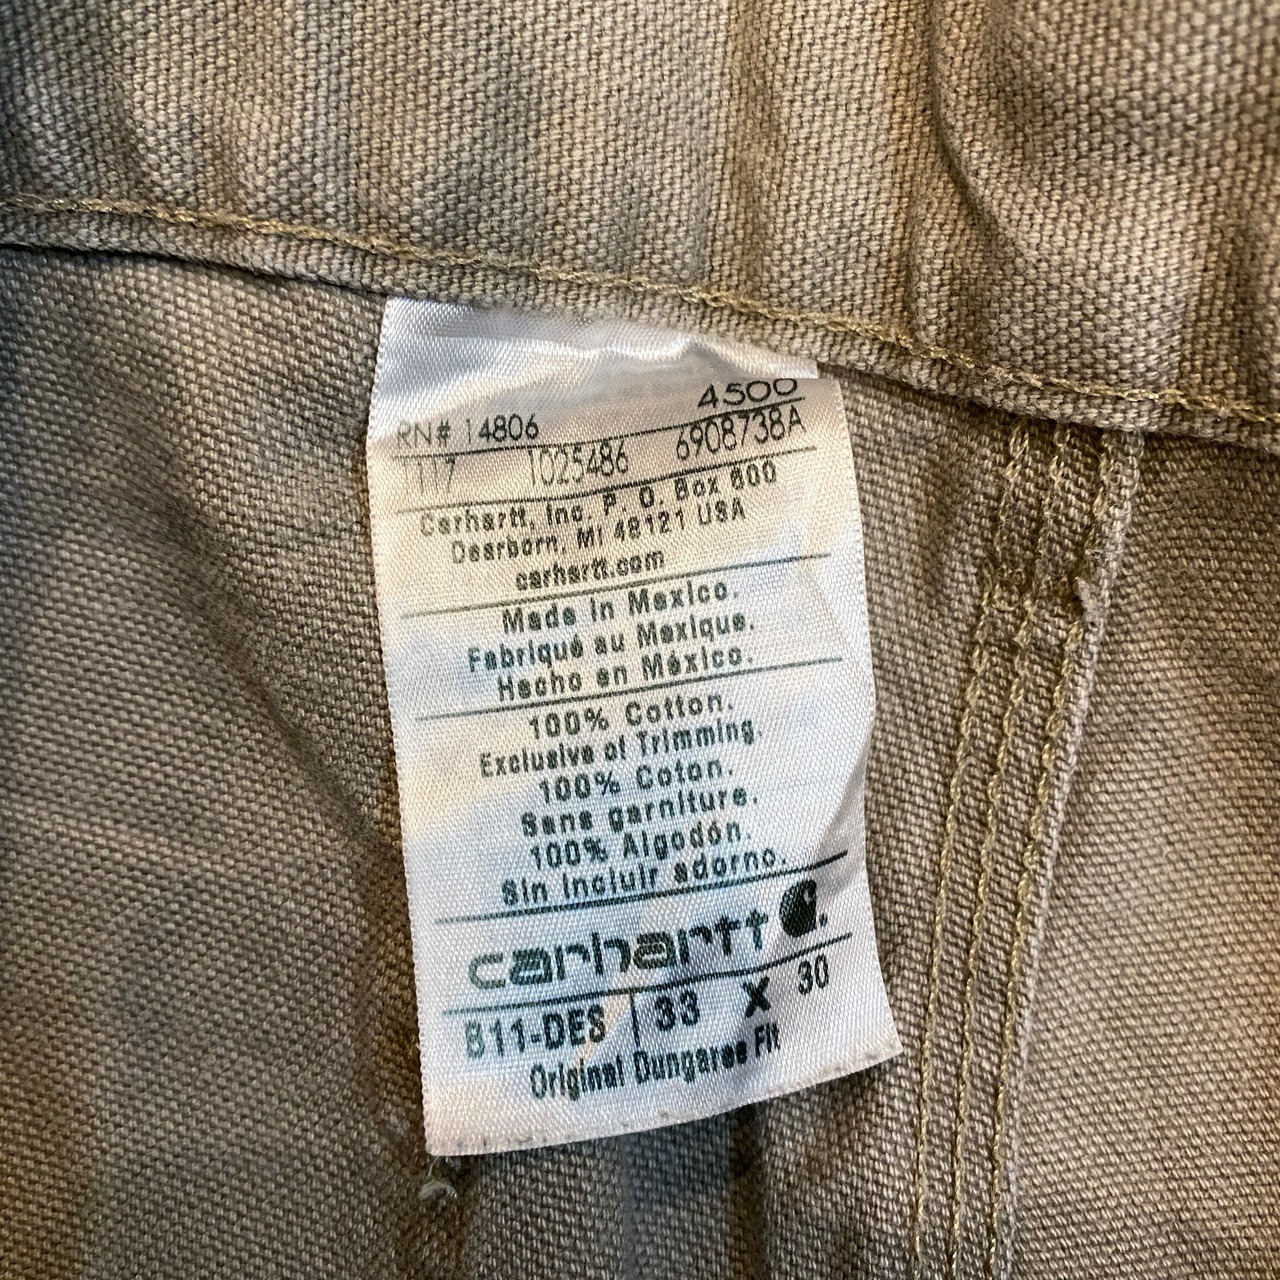 4500
RN# 14806
1117 1025486 6908738A
Carhartt, Inc. P. O. Box 600
Dearborn, MI 48121 USA
carhartt.com
Made in Mexico.
Fabriqué au Mexique.
Hecho en México.
100% Cotton.
Exclusive of Trimming.
100% Coton.
Sans garniture.
100% Algodón.
Sin incluir adorno.
carhartt
B11-DES 33 X 30
Original Dungaree Fit